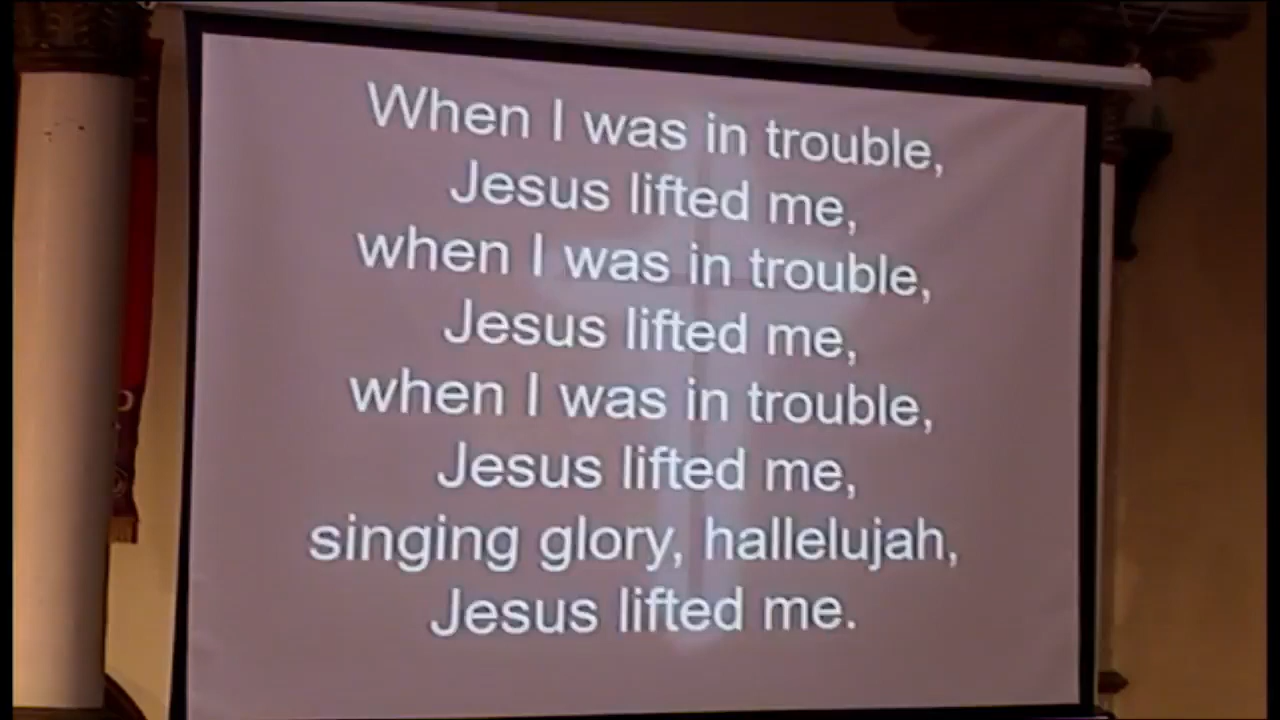 When I was in trouble,
Jesus lifted me,
when I was in trouble,
Jesus lifted me,
when I was in trouble,
Jesus lifted me,
singing glory, hallelujah,
Jesus lifted me.